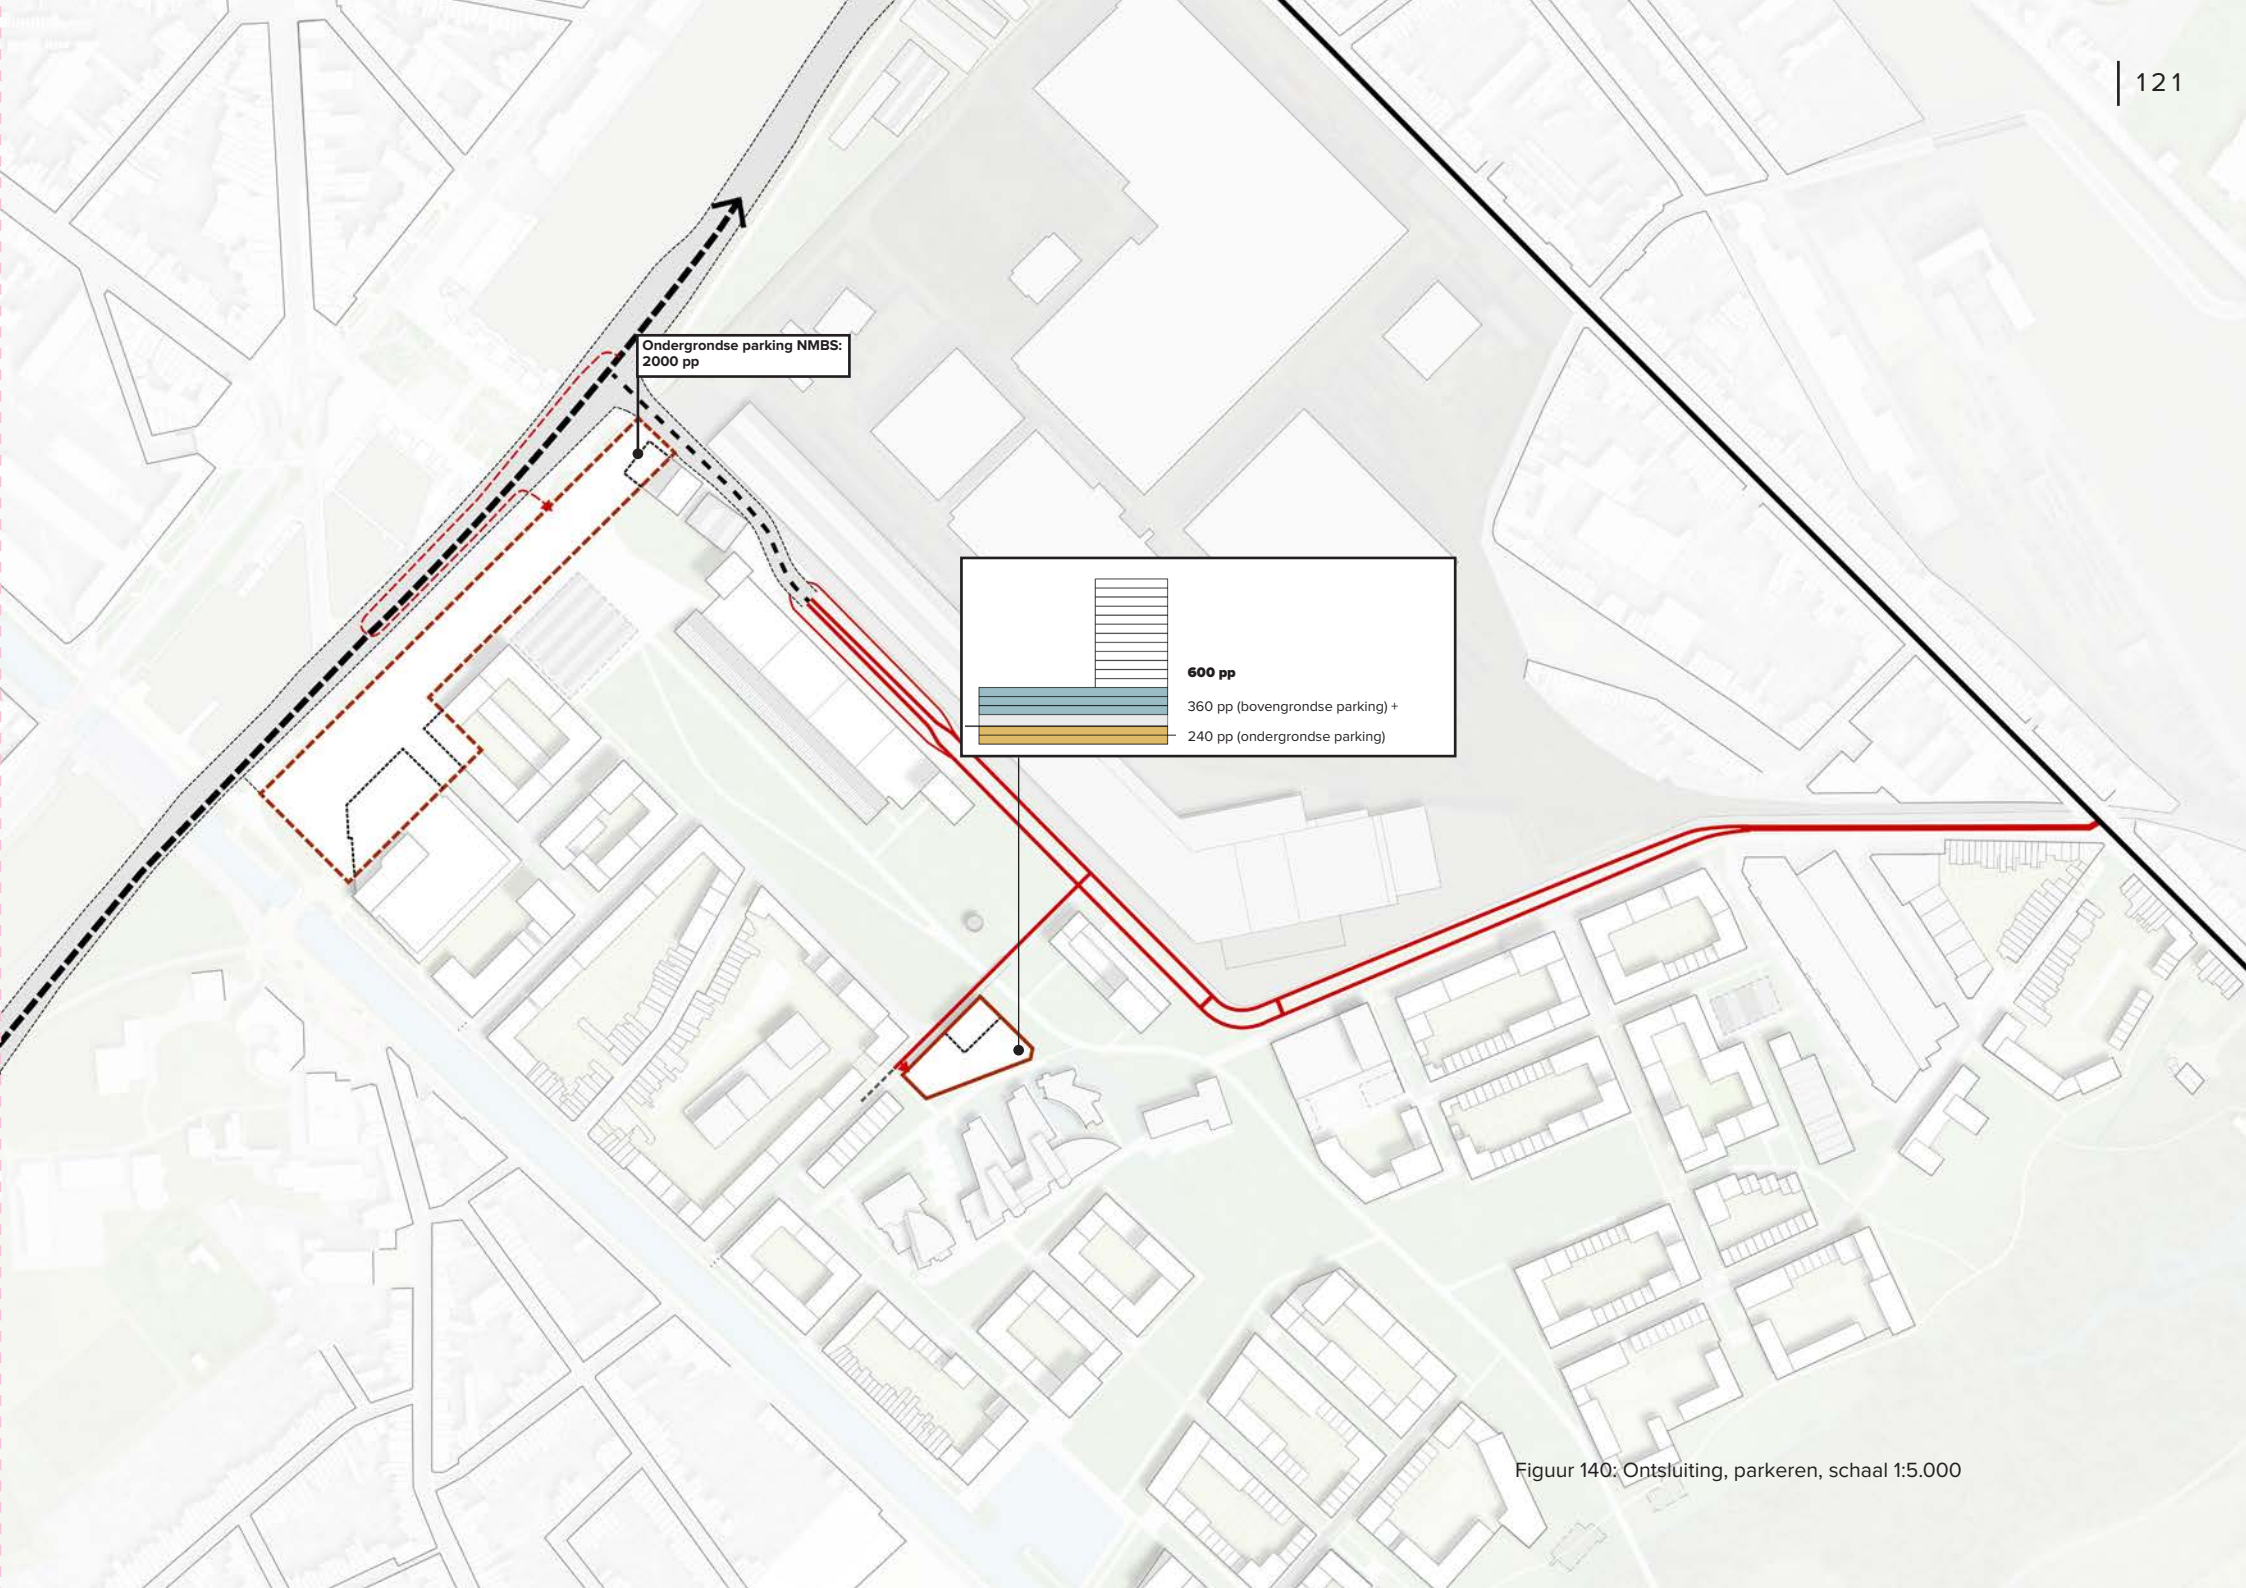 121
Ondergrondse parking NMBS:
2000 pp
600 pp
360 pp (bovengrondse parking) +
240 pp (ondergrondse parking)
Figuur 140: Ontsluiting, parkeren, schaal 1:5.000